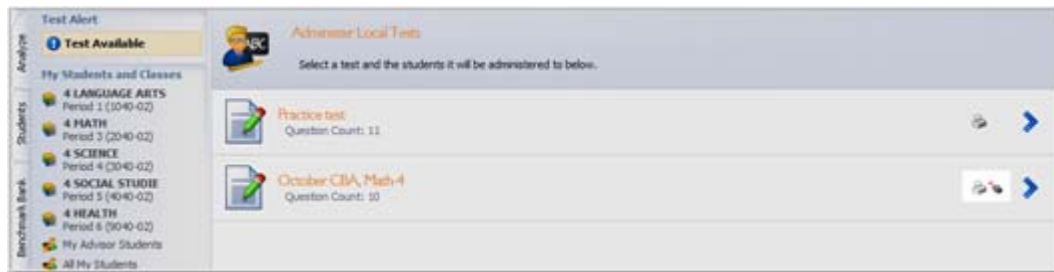 Analyze
Students
Benchmark Bank
Test Alert
Test Available
My Students and Classes
4 LANGUAGE ARTS
Period 1 (1040-02)
4 MATH
Period 3 (2040-02)
4 SCIENCE
Period 4 (3040-02)
4 SOCIAL STUDIE
Period 5 (4040-02)
4 HEALTH
Period 6 (9040-02)
My Advisor Students
All My Students
ABC
Administer Local Tests
Select a test and the students it will be administered to below.
Practice test
Question Count: 11
October CBA, Math-4
Question Count: 10